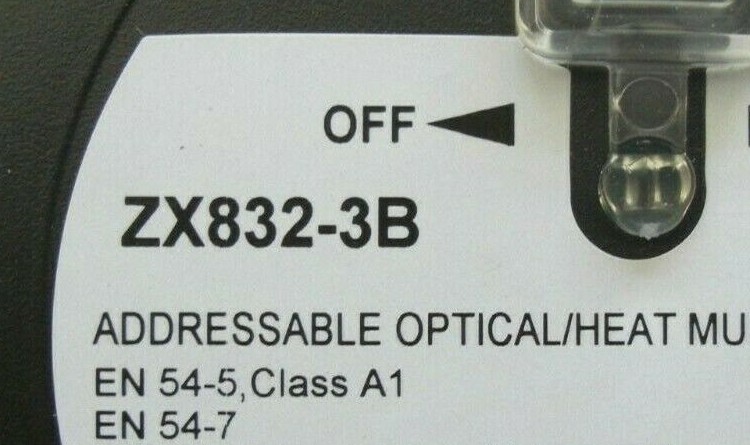 OFF
ZX832-3B
ADDRESSABLE OPTICAL/HEAT MU
EN 54-5,Class A1
EN 54-7